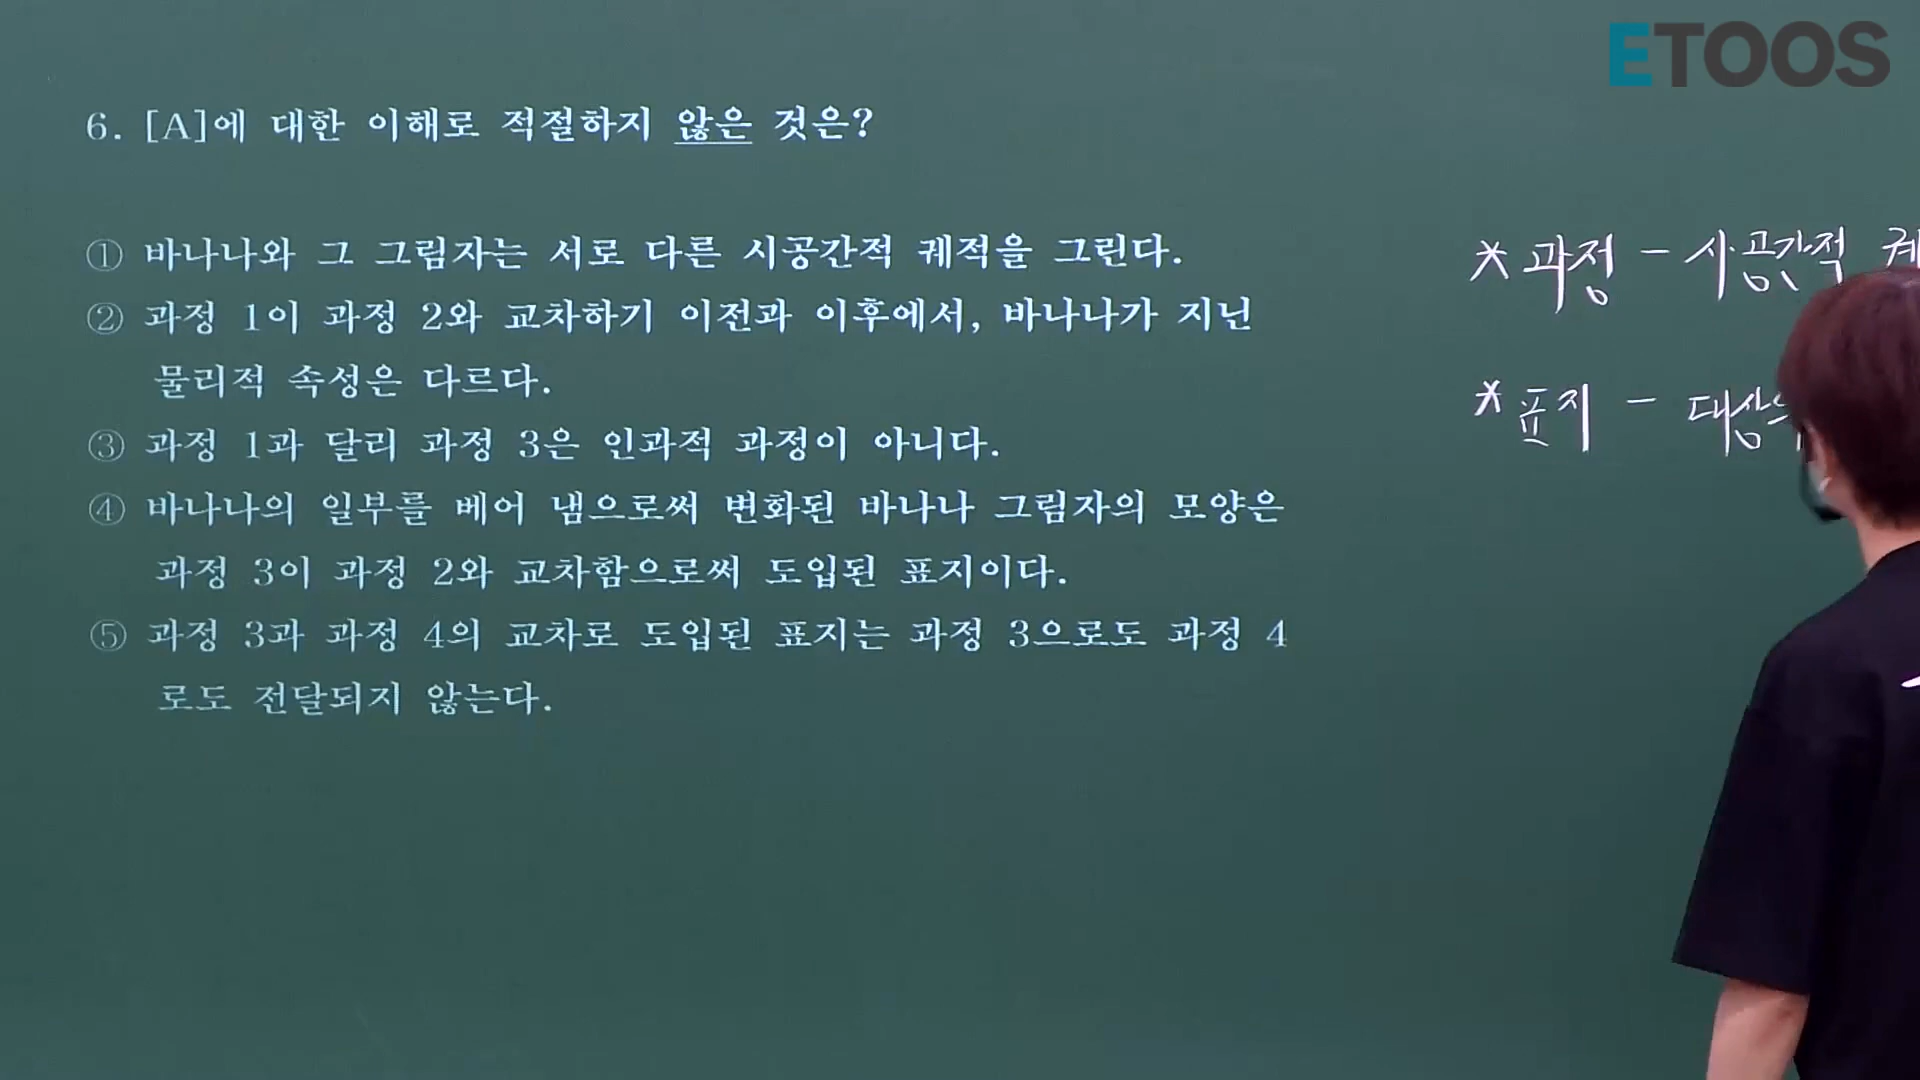 ETOOS
6. [A]에 대한 이해로 적절하지 않은 것은?
① 바나나와 그 그림자는 서로 다른 시공간적 궤적을 그린다.
② 과정 1이 과정 2와 교차하기 이전과 이후에서, 바나나가 지닌
물리적 속성은 다르다.
③ 과정 1과 달리 과정 3은 인과적 과정이 아니다.
④ 바나나의 일부를 베어 냄으로써 변화된 바나나 그림자의 모양은
과정 3이 과정 2와 교차함으로써 도입된 표지이다.
⑤ 과정 3과 과정 4의 교차로 도입된 표지는 과정 3으로도 과정 4
로도 전달되지 않는다.
* 과정 - 시공간적 궤
* 표지 - 대상의